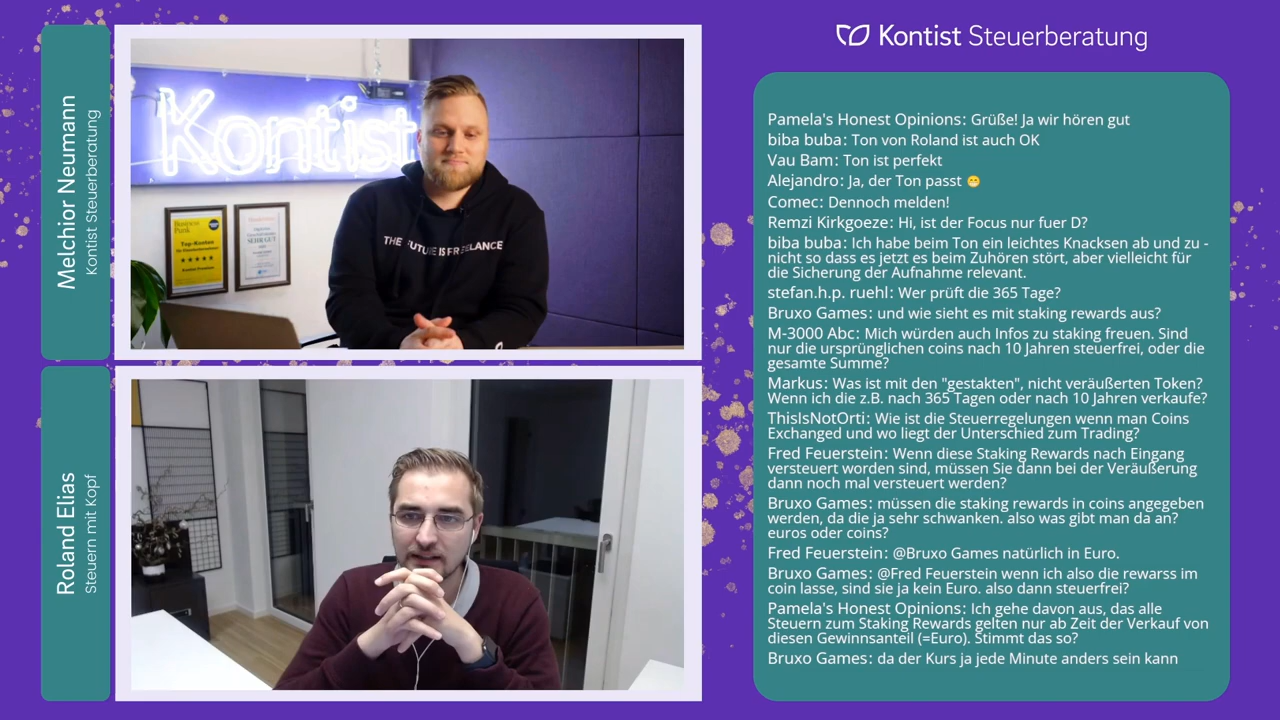 Melchior Neumann
Kontist Steuerberatung
Kontist
THE FUTURE IS FREELANCE
Business Punk
Top-Konten
SEHR GUT
Roland Elias
Steuern mit Kopf
Kontist Steuerberatung
Pamela's Honest Opinions: Grüße! Ja wir hören gut
biba buba: Ton von Roland ist auch OK
Vau Bam: Ton ist perfekt
Alejandro: Ja, der Ton passt 😁
Comec: Dennoch melden!
Remzi Kirkgoeze: Hi, ist der Focus nur fuer D?
biba buba: Ich habe beim Ton ein leichtes Knacksen ab und zu -
nicht so dass es jetzt es beim Zuhören stört, aber vielleicht für
die Sicherung der Aufnahme relevant.
stefan.h.p. ruehl: Wer prüft die 365 Tage?
Bruxo Games: und wie sieht es mit staking rewards aus?
M-3000 Abc: Mich würden auch Infos zu staking freuen. Sind
nur die ursprünglichen coins nach 10 Jahren steuerfrei, oder die
gesamte Summe?
Markus: Was ist mit den "gestakten", nicht veräußerten Token?
Wenn ich die z.B. nach 365 Tagen oder nach 10 Jahren verkaufe?
ThisIsNotOrti: Wie ist die Steuerregelungen wenn man Coins
Exchanged und wo liegt der Unterschied zum Trading?
Fred Feuerstein: Wenn diese Staking Rewards nach Eingang
versteuert worden sind, müssen Sie dann bei der Veräußerung
dann noch mal versteuert werden?
Bruxo Games: müssen die staking rewards in coins angegeben
werden, da die ja sehr schwanken. also was gibt man da an?
euros oder coins?
Fred Feuerstein: @Bruxo Games natürlich in Euro.
Bruxo Games: @Fred Feuerstein wenn ich also die rewarss im
coin lasse, sind sie ja kein Euro. also dann steuerfrei?
Pamela's Honest Opinions: Ich gehe davon aus, das alle
Steuern zum Staking Rewards gelten nur ab Zeit der Verkauf von
diesen Gewinnsanteil (=Euro). Stimmt das so?
Bruxo Games: da der Kurs ja jede Minute anders sein kann